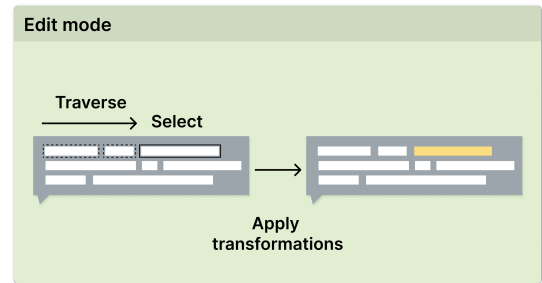 Edit mode
Traverse
Select
Apply
transformations